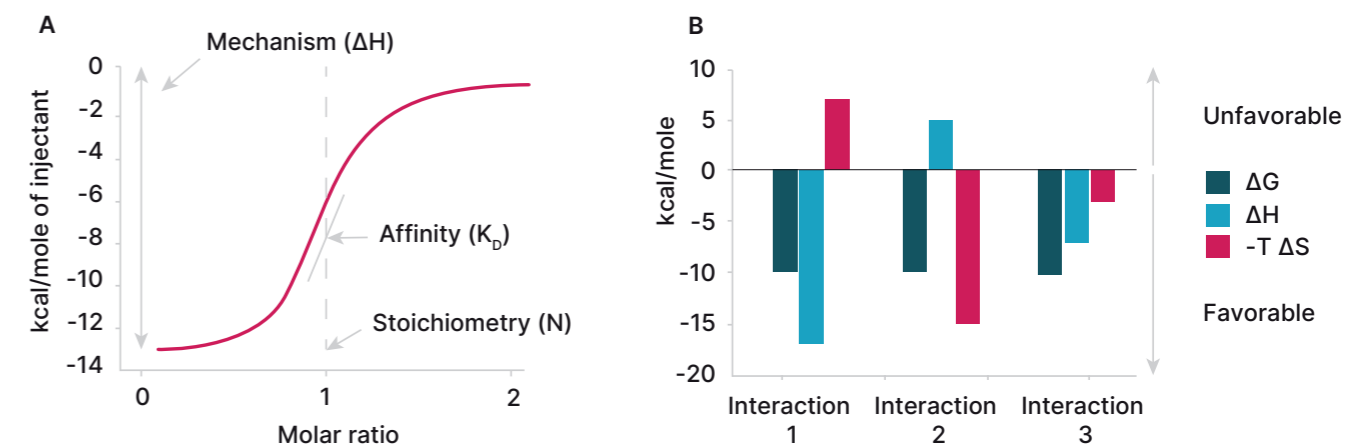 A
Mechanism (ΔH)
kcal/mole of injectant
0
-2
-4
-6
-8
-10
-12
-14
Affinity (K_D)
Stoichiometry (N)
0
1
2
Molar ratio
B
kcal/mole
10
5
0
-5
-10
-15
-20
Interaction
1
Interaction
2
Interaction
3
Unfavorable
ΔG
ΔH
-T ΔS
Favorable